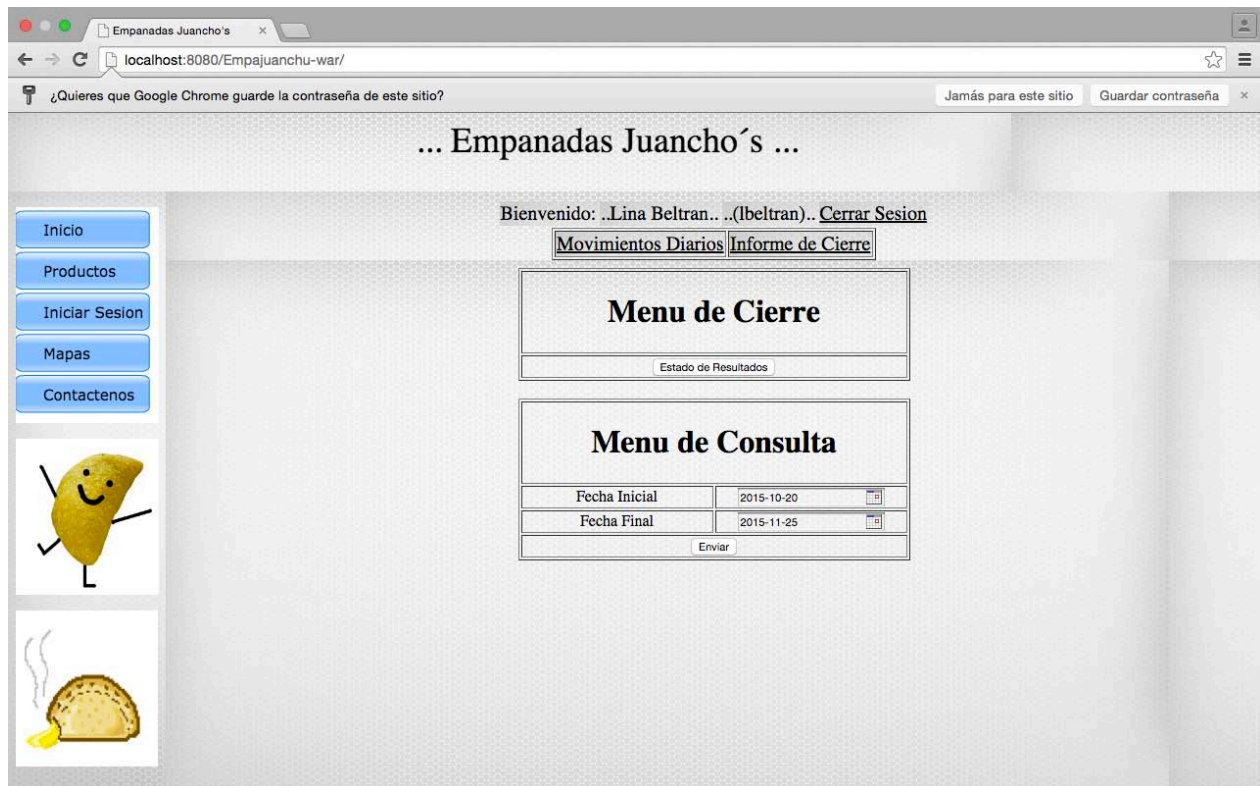 Empanadas Juancho's
localhost:8080/Empajuanchu-war/
¿Quieres que Google Chrome guarde la contraseña de este sitio? Jamás para este sitio Guardar contraseña
... Empanadas Juancho´s ...
Inicio
Productos
Iniciar Sesion
Mapas
Contactenos
Bienvenido: ..Lina Beltran.. ..(lbeltran).. Cerrar Sesion
Movimientos Diarios Informe de Cierre
Menu de Cierre
Estado de Resultados
Menu de Consulta
Fecha Inicial 2015-10-20
Fecha Final 2015-11-25
Enviar